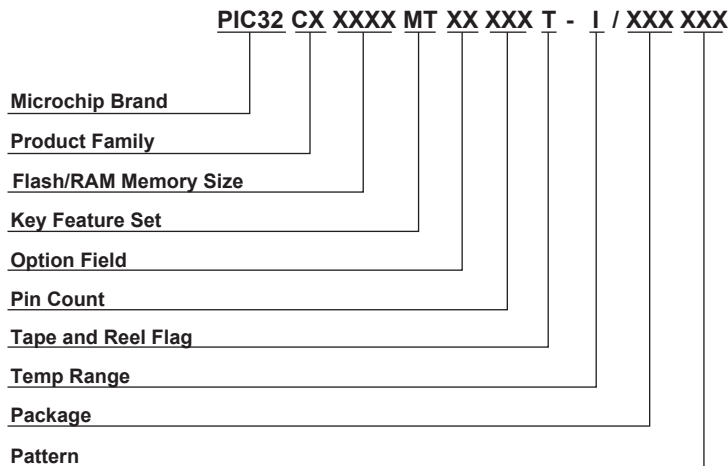 PIC32 CX XXXX MT XX XXX T - I / XXX XXX
Microchip Brand
Product Family
Flash/RAM Memory Size
Key Feature Set
Option Field
Pin Count
Tape and Reel Flag
Temp Range
Package
Pattern